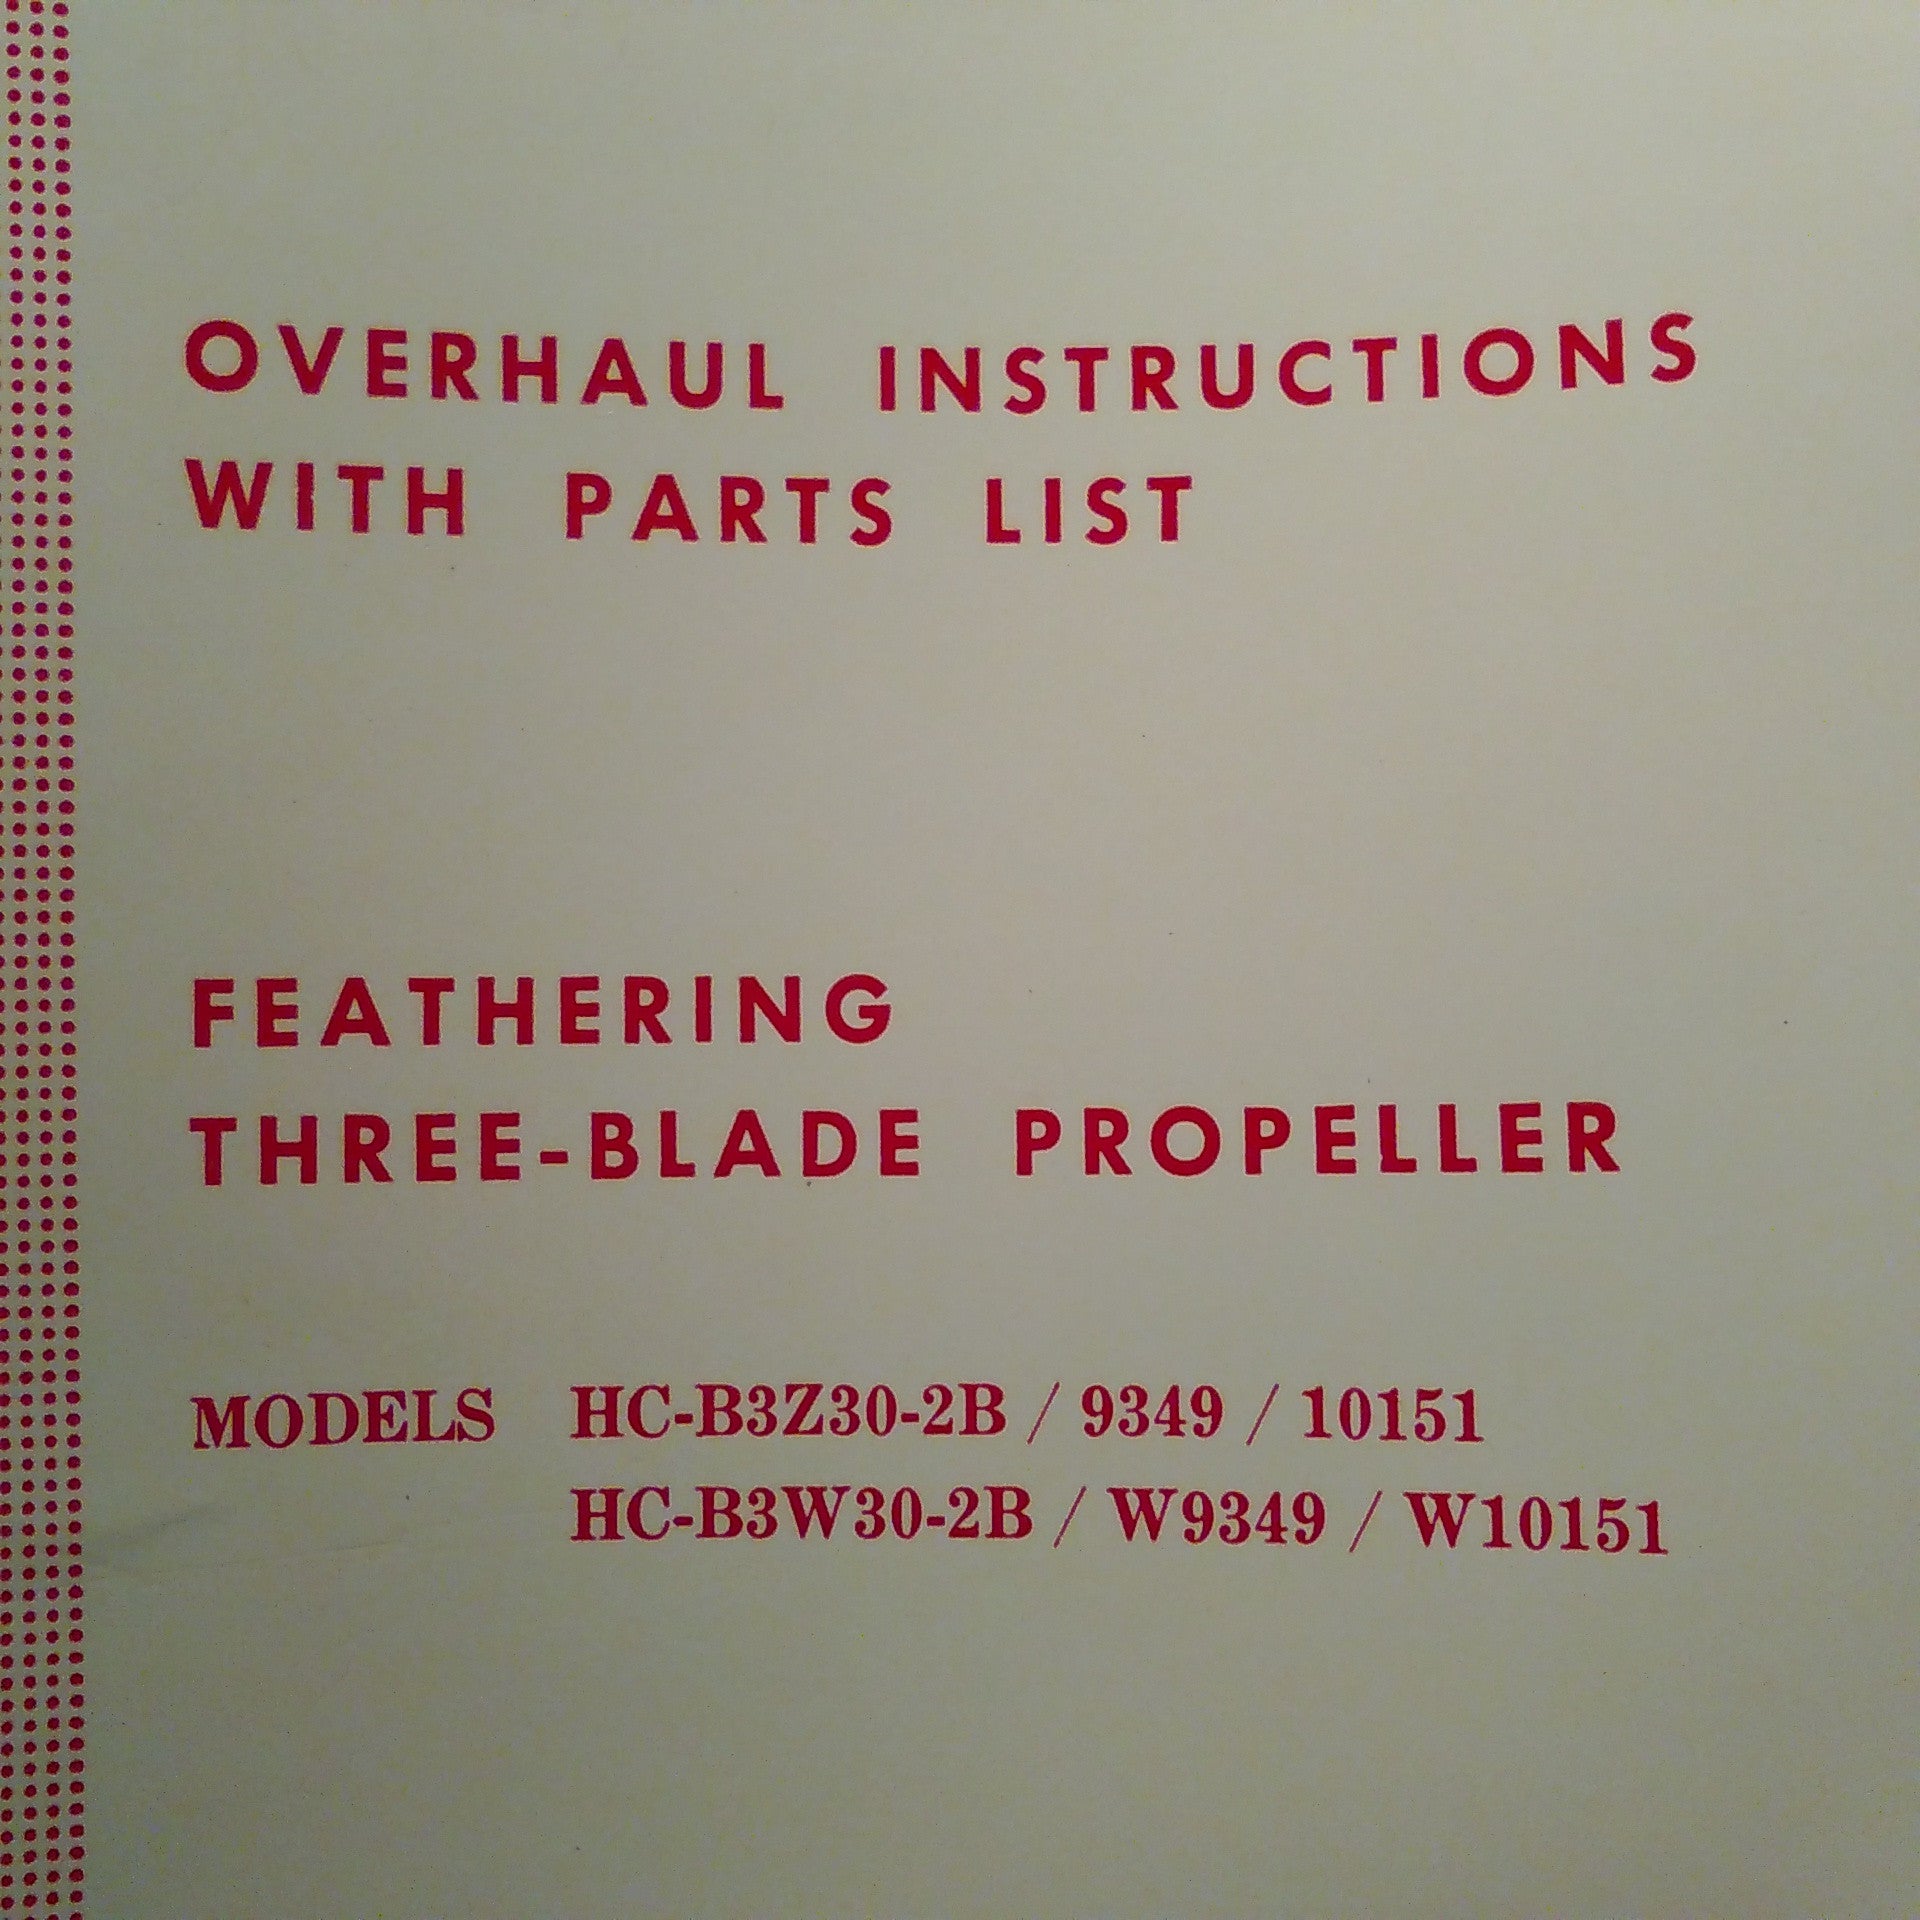 OVERHAUL INSTRUCTIONS
WITH PARTS LIST
FEATHERING
THREE-BLADE PROPELLER
MODELS HC-B3Z30-2B / 9349 / 10151
HC-B3W30-2B / W9349 / W10151